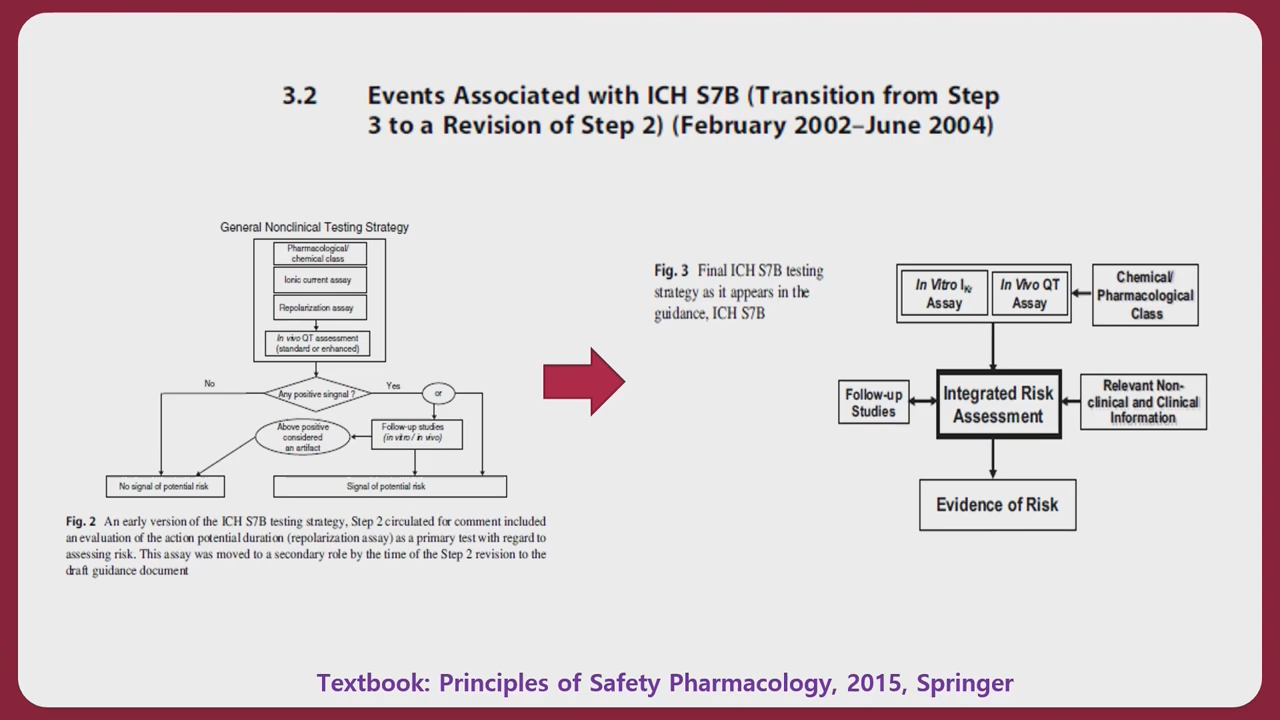 3.2 Events Associated with ICH S7B (Transition from Step
3 to a Revision of Step 2) (February 2002–June 2004)
General Nonclinical Testing Strategy
Pharmacological/
chemical class
Ionic current assay
Repolarization assay
In vivo QT assessment
(standard or enhanced)
No
Any positive singnal ?
Yes
or
Above positive
considered
an artifact
Follow-up studies
(in vitro / in vivo)
No signal of potential risk
Signal of potential risk
Fig. 2 An early version of the ICH S7B testing strategy, Step 2 circulated for comment included
an evaluation of the action potential duration (repolarization assay) as a primary test with regard to
assessing risk. This assay was moved to a secondary role by the time of the Step 2 revision to the
draft guidance document
Fig. 3 Final ICH S7B testing
strategy as it appears in the
guidance, ICH S7B
In Vitro IKr
Assay
In Vivo QT
Assay
Chemical/
Pharmacological
Class
Follow-up
Studies
Integrated Risk
Assessment
Relevant Non-
clinical and Clinical
Information
Evidence of Risk
Textbook: Principles of Safety Pharmacology, 2015, Springer